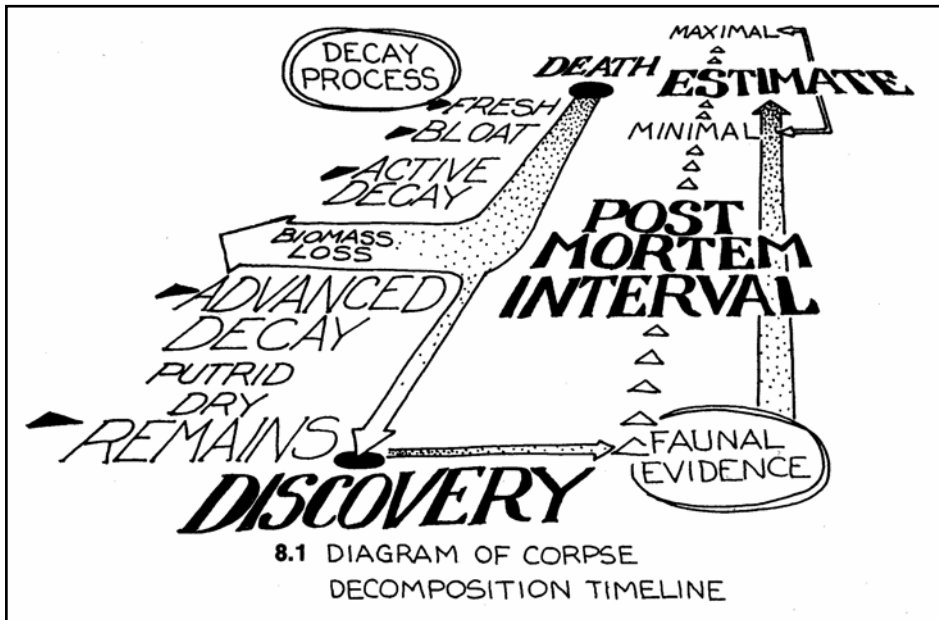 DECAY
PROCESS
FRESH
BLOAT
ACTIVE
DECAY
BIOMASS
LOSS
ADVANCED
DECAY
PUTRID
DRY
REMAINS
DEATH
MAXIMAL
ESTIMATE
MINIMAL
POST
MORTEM
INTERVAL
FAUNAL
EVIDENCE
DISCOVERY
8.1 DIAGRAM OF CORPSE
DECOMPOSITION TIMELINE